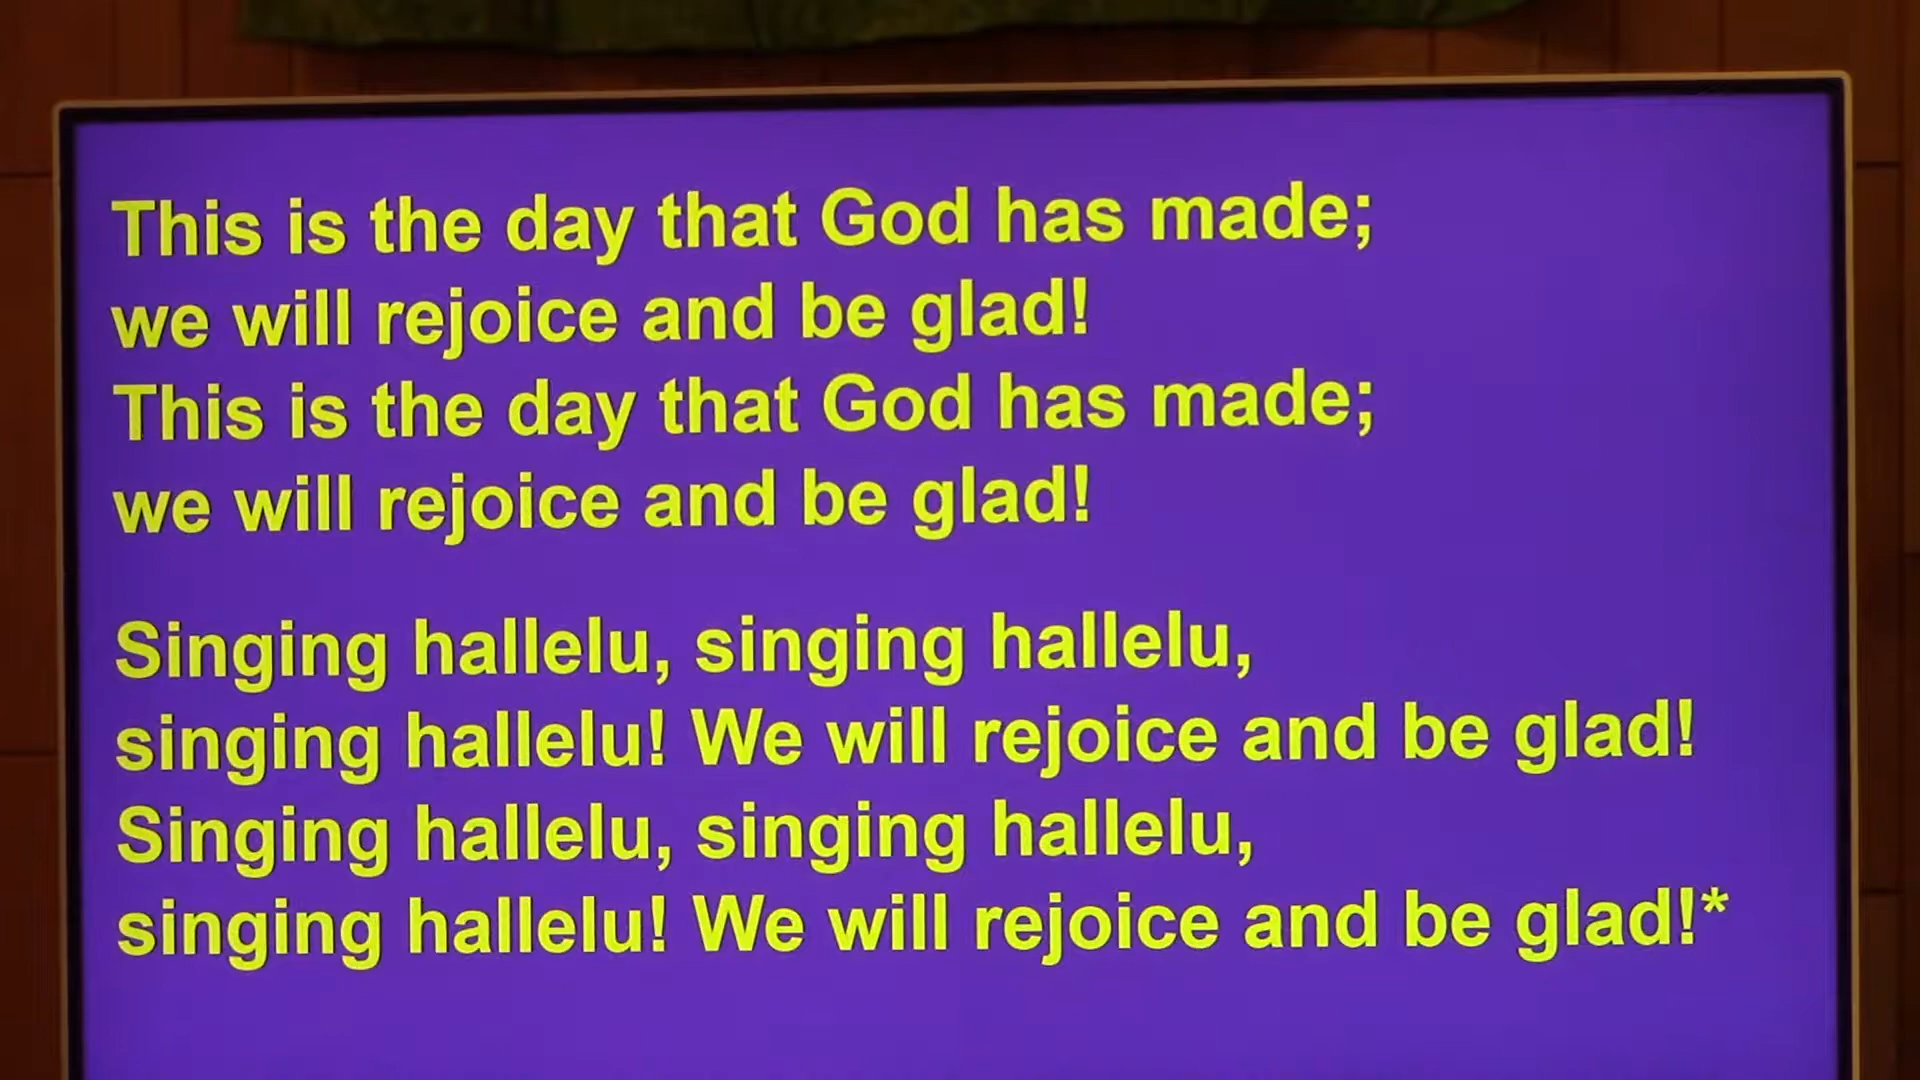 This is the day that God has made;
we will rejoice and be glad!
This is the day that God has made;
we will rejoice and be glad!
Singing hallelu, singing hallelu,
singing hallelu! We will rejoice and be glad!
Singing hallelu, singing hallelu,
singing hallelu! We will rejoice and be glad!*